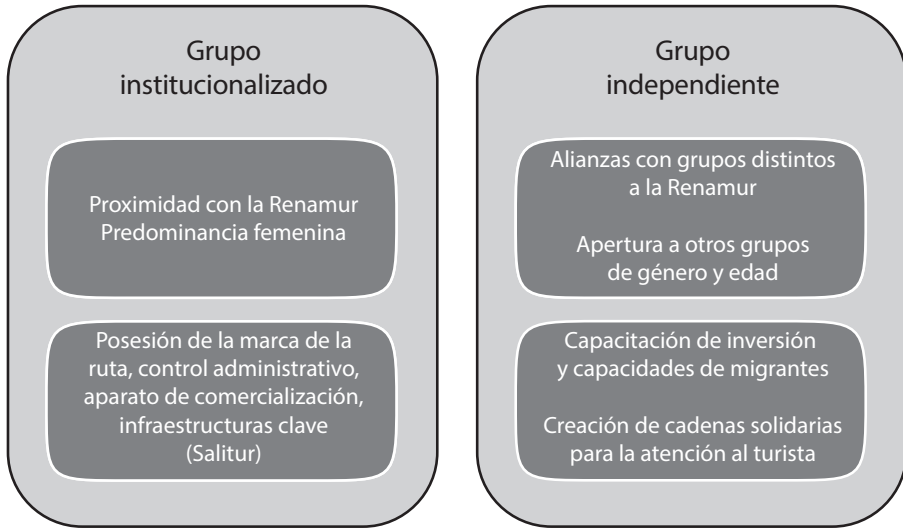 Grupo
institucionalizado
Proximidad con la Renamur
Predominancia femenina
Posesión de la marca de la
ruta, control administrativo,
aparato de comercialización,
infraestructuras clave
(Salitur)
Grupo
independiente
Alianzas con grupos distintos
a la Renamur
Apertura a otros grupos
de género y edad
Capacitación de inversión
y capacidades de migrantes
Creación de cadenas solidarias
para la atención al turista